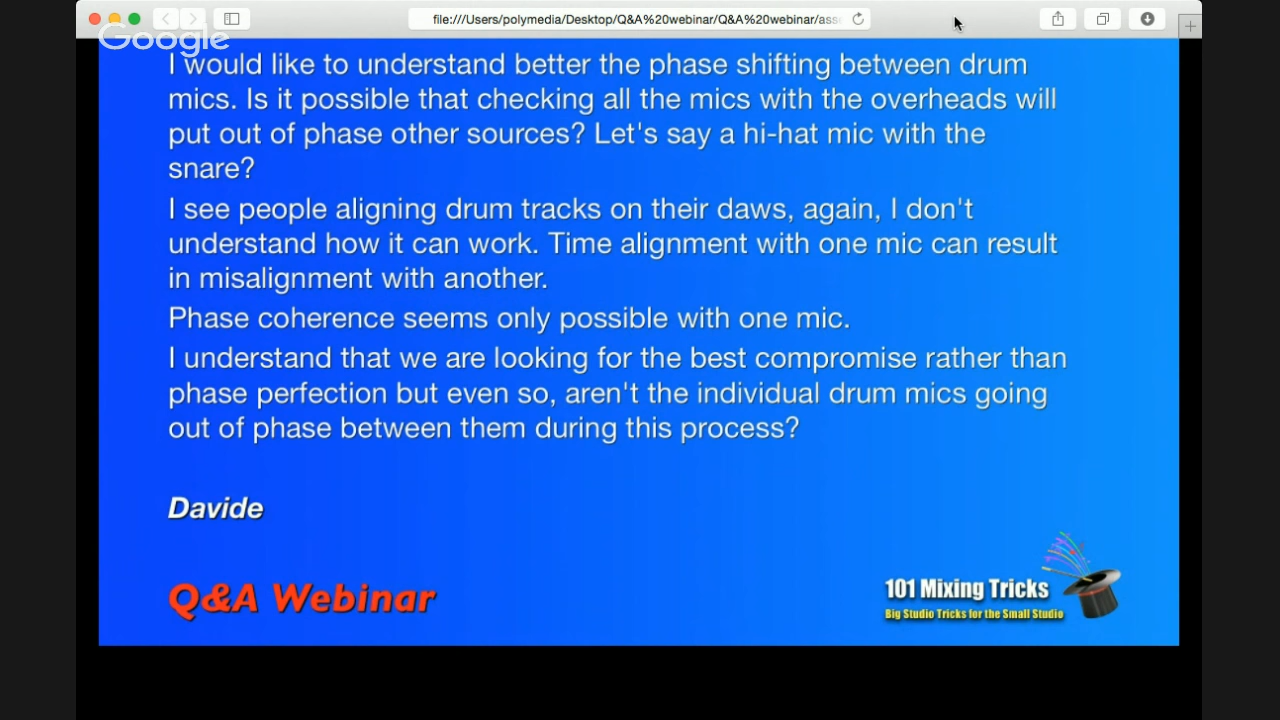 file:///Users/polymedia/Desktop/Q&A%20webinar/Q&A%20webinar/asse
Google
I would like to understand better the phase shifting between drum
mics. Is it possible that checking all the mics with the overheads will
put out of phase other sources? Let's say a hi-hat mic with the
snare?
I see people aligning drum tracks on their daws, again, I don't
understand how it can work. Time alignment with one mic can result
in misalignment with another.
Phase coherence seems only possible with one mic.
I understand that we are looking for the best compromise rather than
phase perfection but even so, aren't the individual drum mics going
out of phase between them during this process?
Davide
Q&A Webinar
101 Mixing Tricks
Big Studio Tricks for the Small Studio